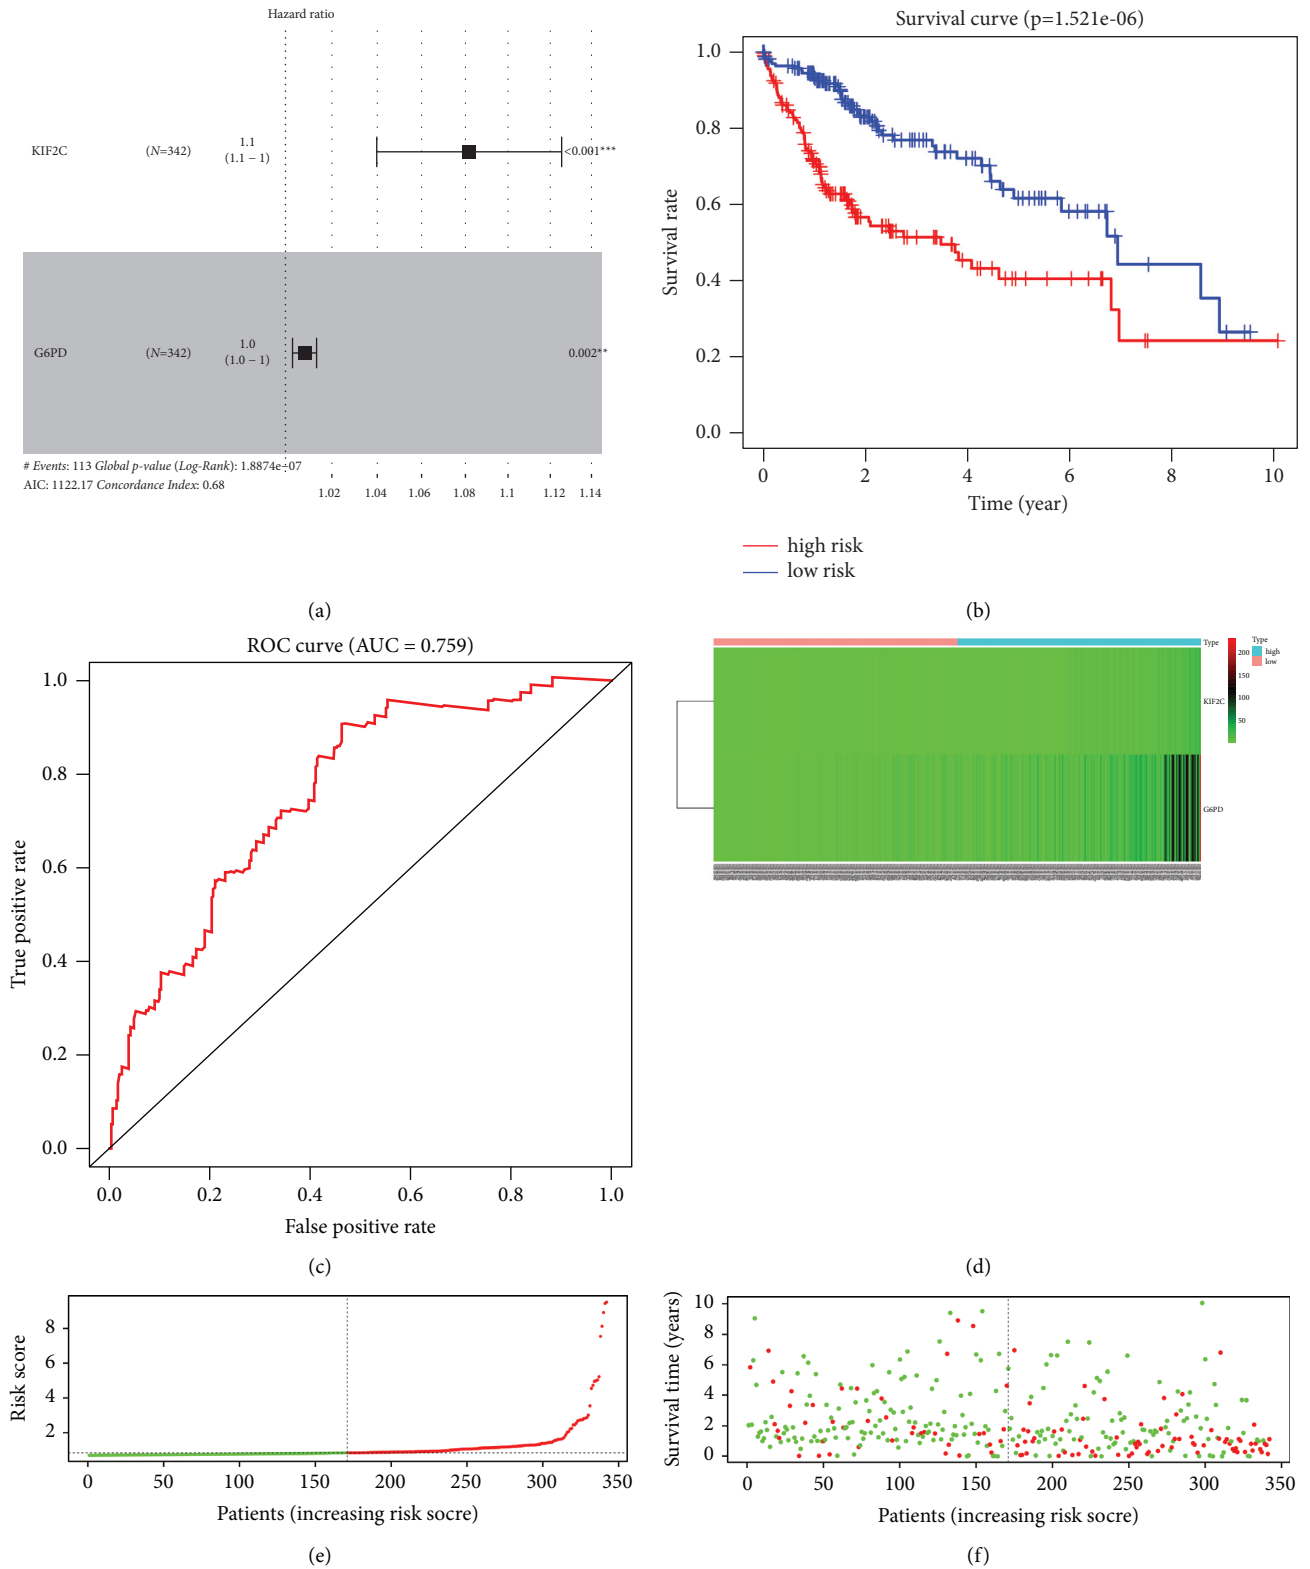 Hazard ratio
KIF2C (N=342) 1.1 (1.1 − 1) <0.001***
G6PD (N=342) 1.0 (1.0 − 1) 0.002**
# Events: 113 Global p-value (Log-Rank): 1.8874e−07
AIC: 1122.17 Concordance Index: 0.68
1.02 1.04 1.06 1.08 1.1 1.12 1.14
(a)
Survival curve (p=1.521e-06)
Survival rate
1.0
0.8
0.6
0.4
0.2
0.0
0 2 4 6 8 10
Time (year)
high risk
low risk
(b)
ROC curve (AUC = 0.759)
True positive rate
1.0
0.8
0.6
0.4
0.2
0.0
0.0 0.2 0.4 0.6 0.8 1.0
False positive rate
(c)
Type
KIF2C
G6PD
200
150
100
50
Type
high
low
(d)
Risk score
8
6
4
2
0 50 100 150 200 250 300 350
Patients (increasing risk socre)
(e)
Survival time (years)
10
8
6
4
2
0
0 50 100 150 200 250 300 350
Patients (increasing risk socre)
(f)